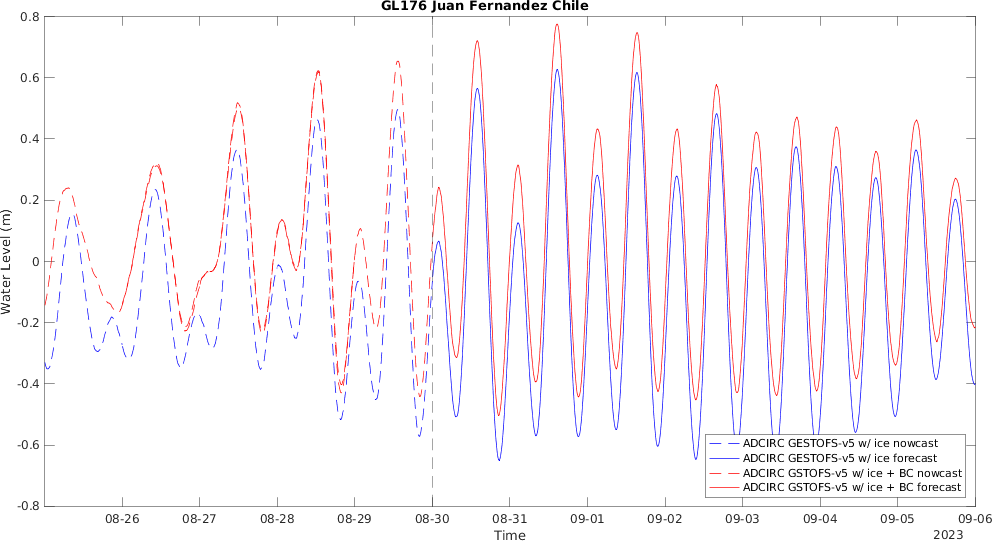 GL176 Juan Fernandez Chile
Water Level (m)
0.8
0.6
0.4
0.2
0
-0.2
-0.4
-0.6
-0.8
ADCIRC GESTOFS-v5 w/ ice nowcast
ADCIRC GESTOFS-v5 w/ ice forecast
ADCIRC GSTOFS-v5 w/ ice + BC nowcast
ADCIRC GSTOFS-v5 w/ ice + BC forecast
08-26 08-27 08-28 08-29 08-30 08-31 09-01 09-02 09-03 09-04 09-05 09-06
Time
2023